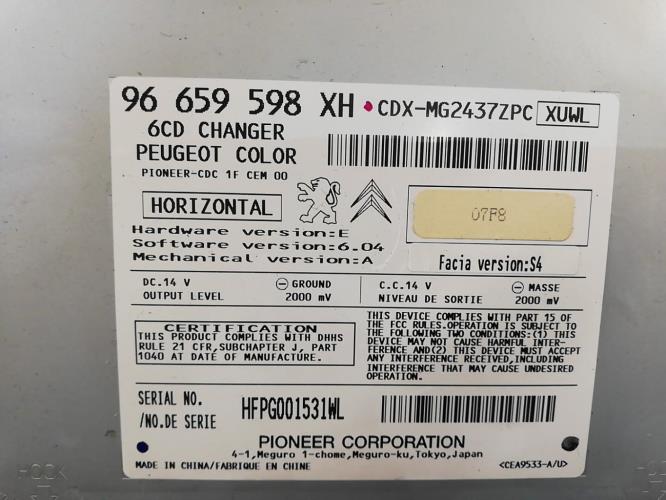 96 659 598 XH • CDX-MG2437ZPC XUWL
6CD CHANGER
PEUGEOT COLOR
PIONEER-CDC 1F CEM 00
HORIZONTAL
07F8
Hardware version:E
Software version:6.04
Mechanical version:A
Facia version:S4
DC.14 V ⊖ GROUND
OUTPUT LEVEL 2000 mV
C.C.14 V ⊖ MASSE
NIVEAU DE SORTIE 2000 mV
CERTIFICATION
THIS PRODUCT COMPLIES WITH DHHS
RULE 21 CFR,SUBCHAPTER J, PART
1040 AT DATE OF MANUFACTURE.
THIS DEVICE COMPLIES WITH PART 15 OF
THE FCC RULES.OPERATION IS SUBJECT TO
THE FOLLOWING TWO CONDITIONS:(1) THIS
DEVICE MAY NOT CAUSE HARMFUL INTER-
FERENCE AND(2) THIS DEVICE MUST ACCEPT
ANY INTERFERENCE RECEIVED,INCLUDING
INTERFERENCE THAT MAY CAUSE UNDESIRED
OPERATION.
SERIAL NO.
/NO.DE SERIE HFPG001531WL
PIONEER CORPORATION
4-1,Meguro 1-chome,Meguro-ku,Tokyo,Japan
MADE IN CHINA/FABRIQUE EN CHINE <CEA9533-A/U>
HOOK
HOOK